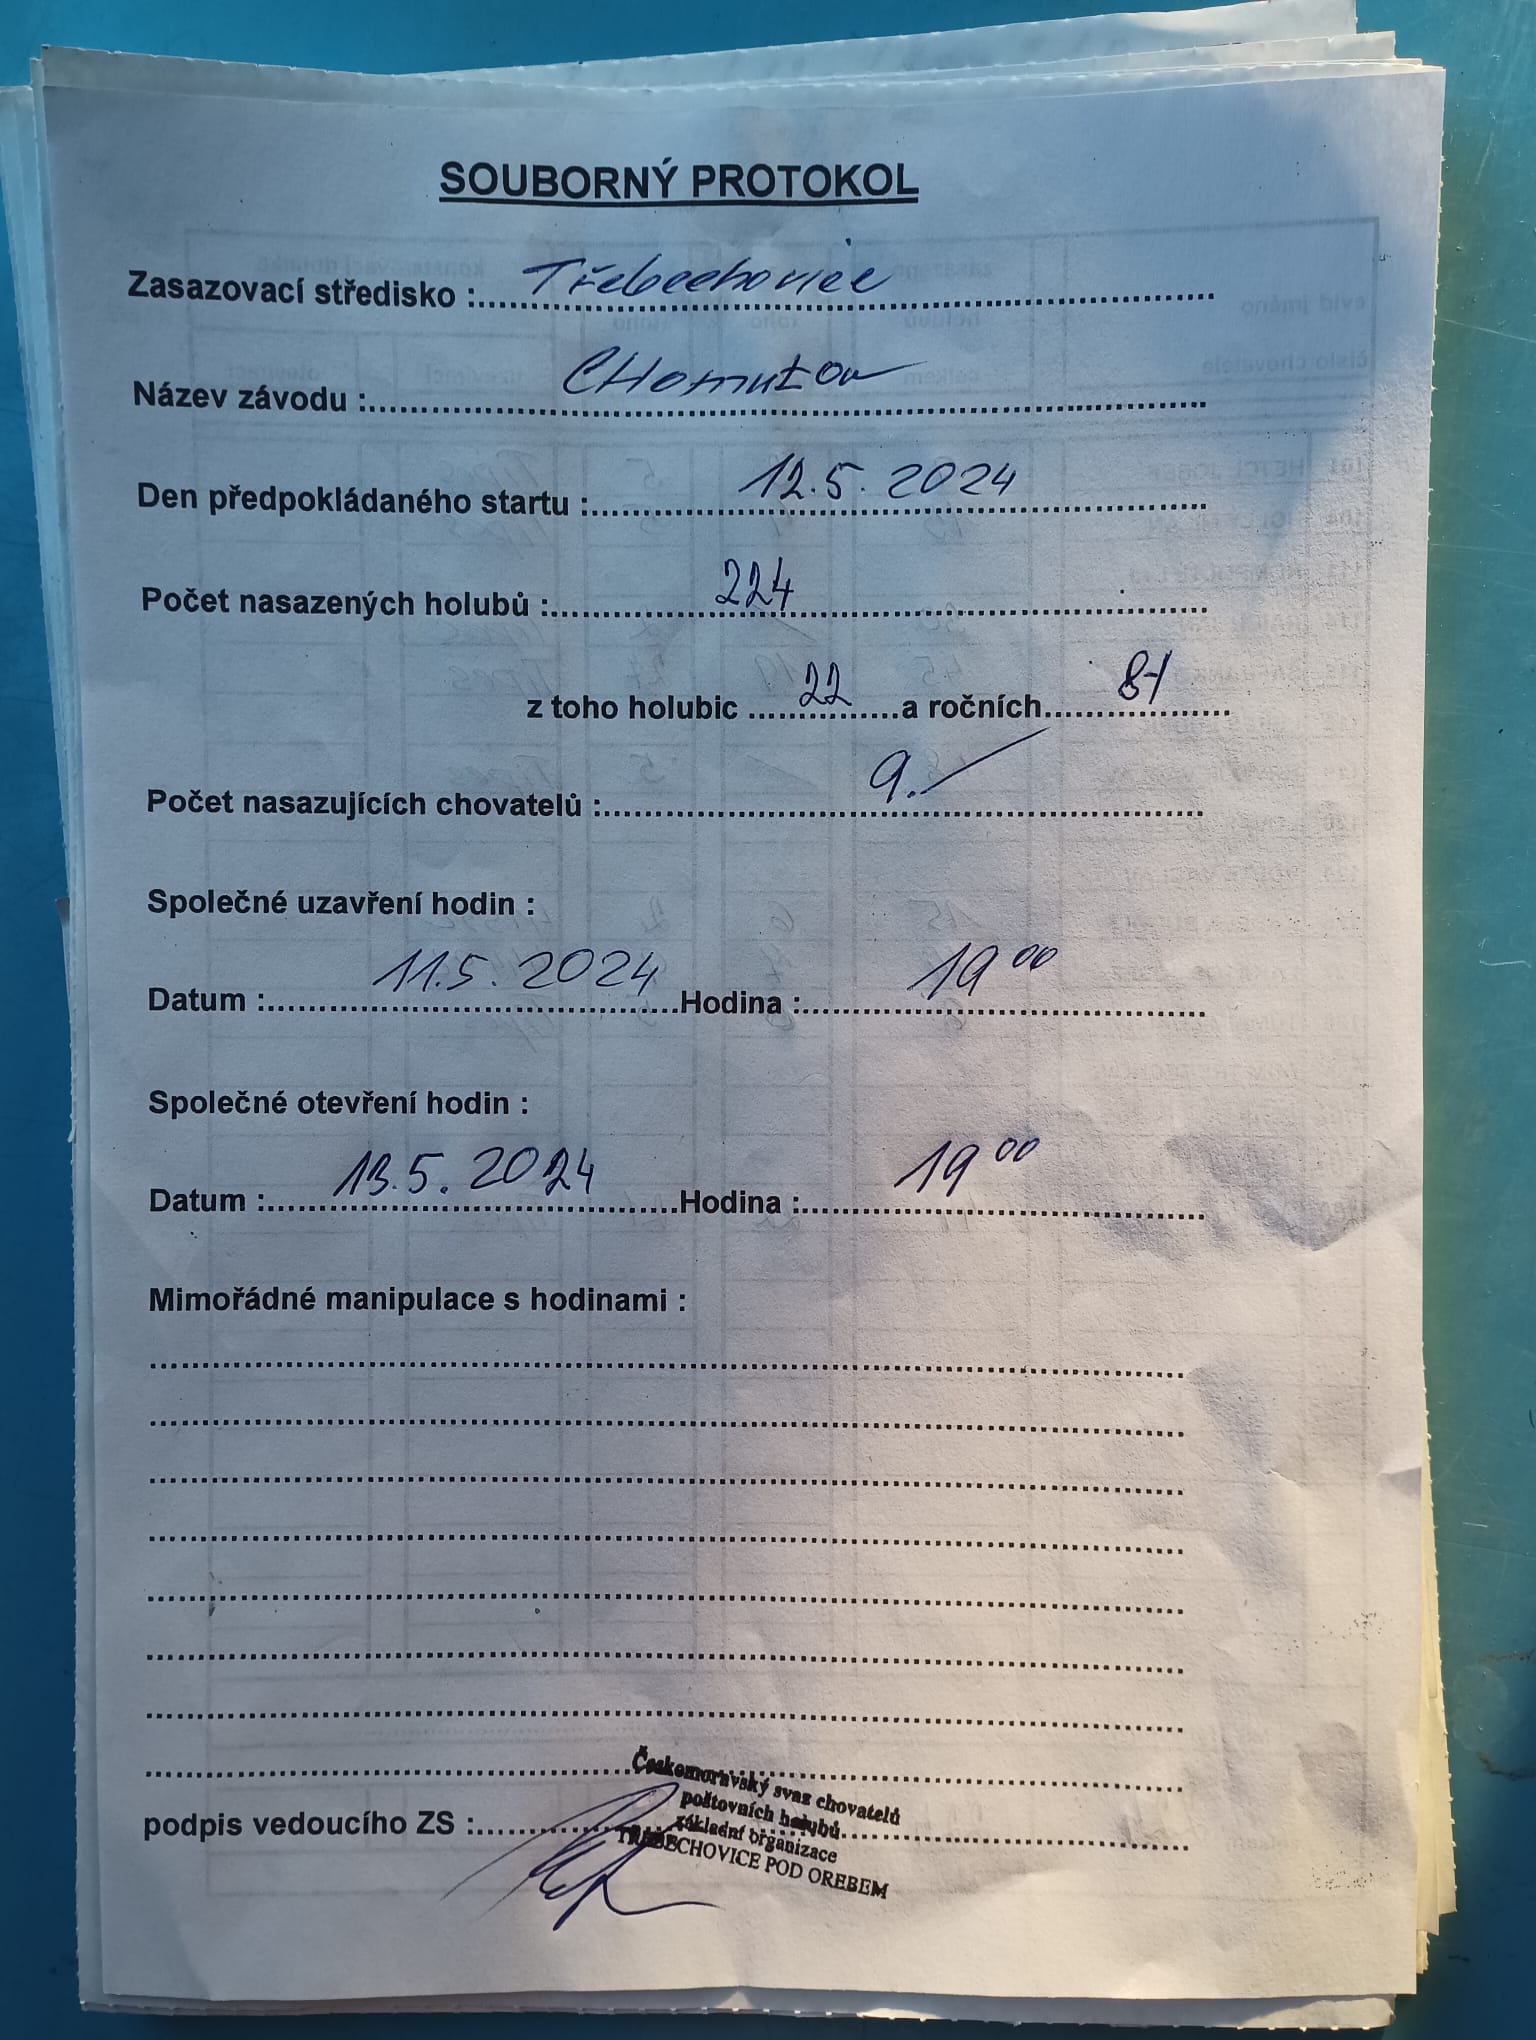 SOUBORNÝ PROTOKOL
Zasazovací středisko : Třebechovice
Název závodu : CHomutov
Den předpokládaného startu : 12.5. 2024
Počet nasazených holubů : 224
z toho holubic 22 a ročních 81
Počet nasazujících chovatelů : 9.
Společné uzavření hodin :
Datum : 11.5. 2024 Hodina : 19 00
Společné otevření hodin :
Datum : 13.5. 2024 Hodina : 19 00
Mimořádné manipulace s hodinami :
podpis vedoucího ZS :
Českomoravský svaz chovatelů
poštovních holubů
základní organizace
TŘEBECHOVICE POD OREBEM